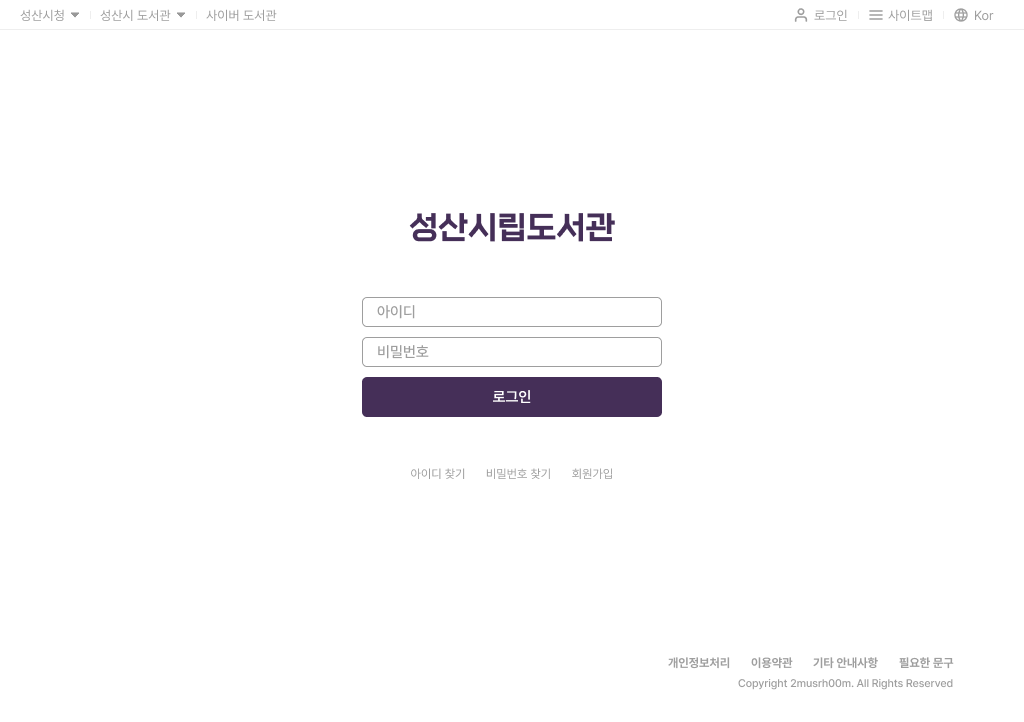 성산시청 성산시 도서관 사이버 도서관 로그인 사이트맵 Kor
성산시립도서관
아이디
비밀번호
로그인
아이디 찾기 비밀번호 찾기 회원가입
개인정보처리 이용약관 기타 안내사항 필요한 문구
Copyright 2musrh00m. All Rights Reserved